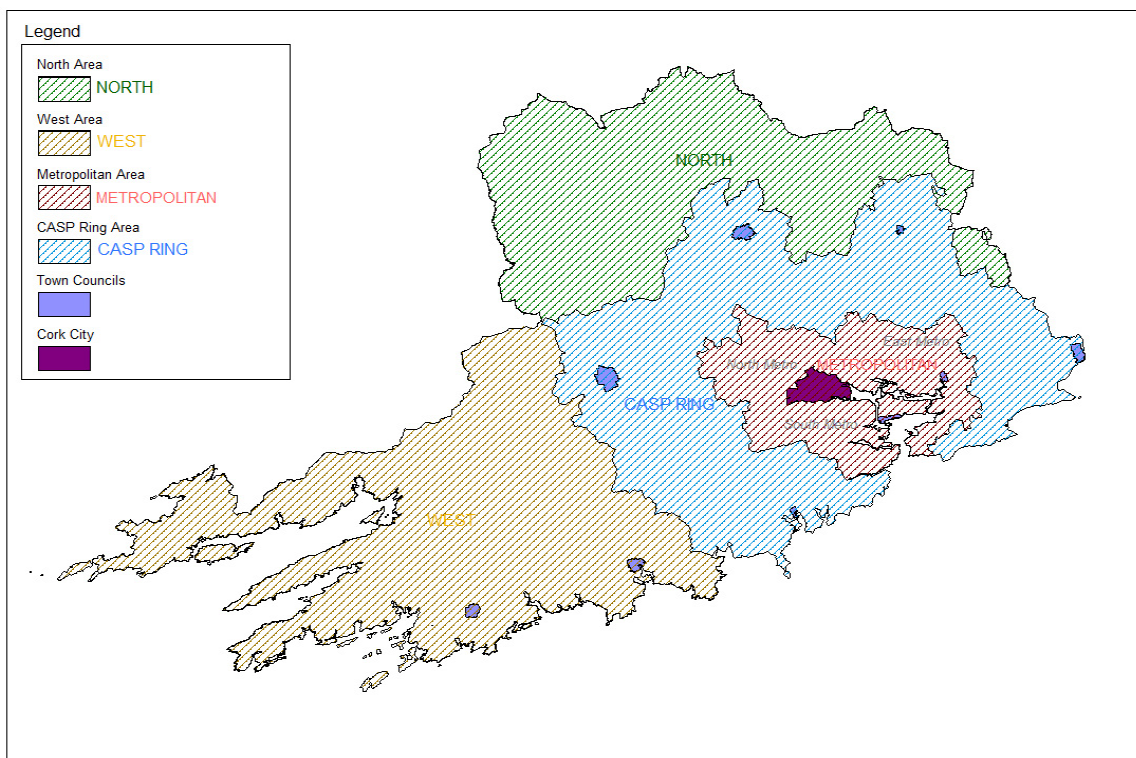 Legend
North Area
NORTH
West Area
WEST
Metropolitan Area
METROPOLITAN
CASP Ring Area
CASP RING
Town Councils
Cork City
NORTH
East Metro
North Metro
METROPOLITAN
CASP RING
South Metro
WEST